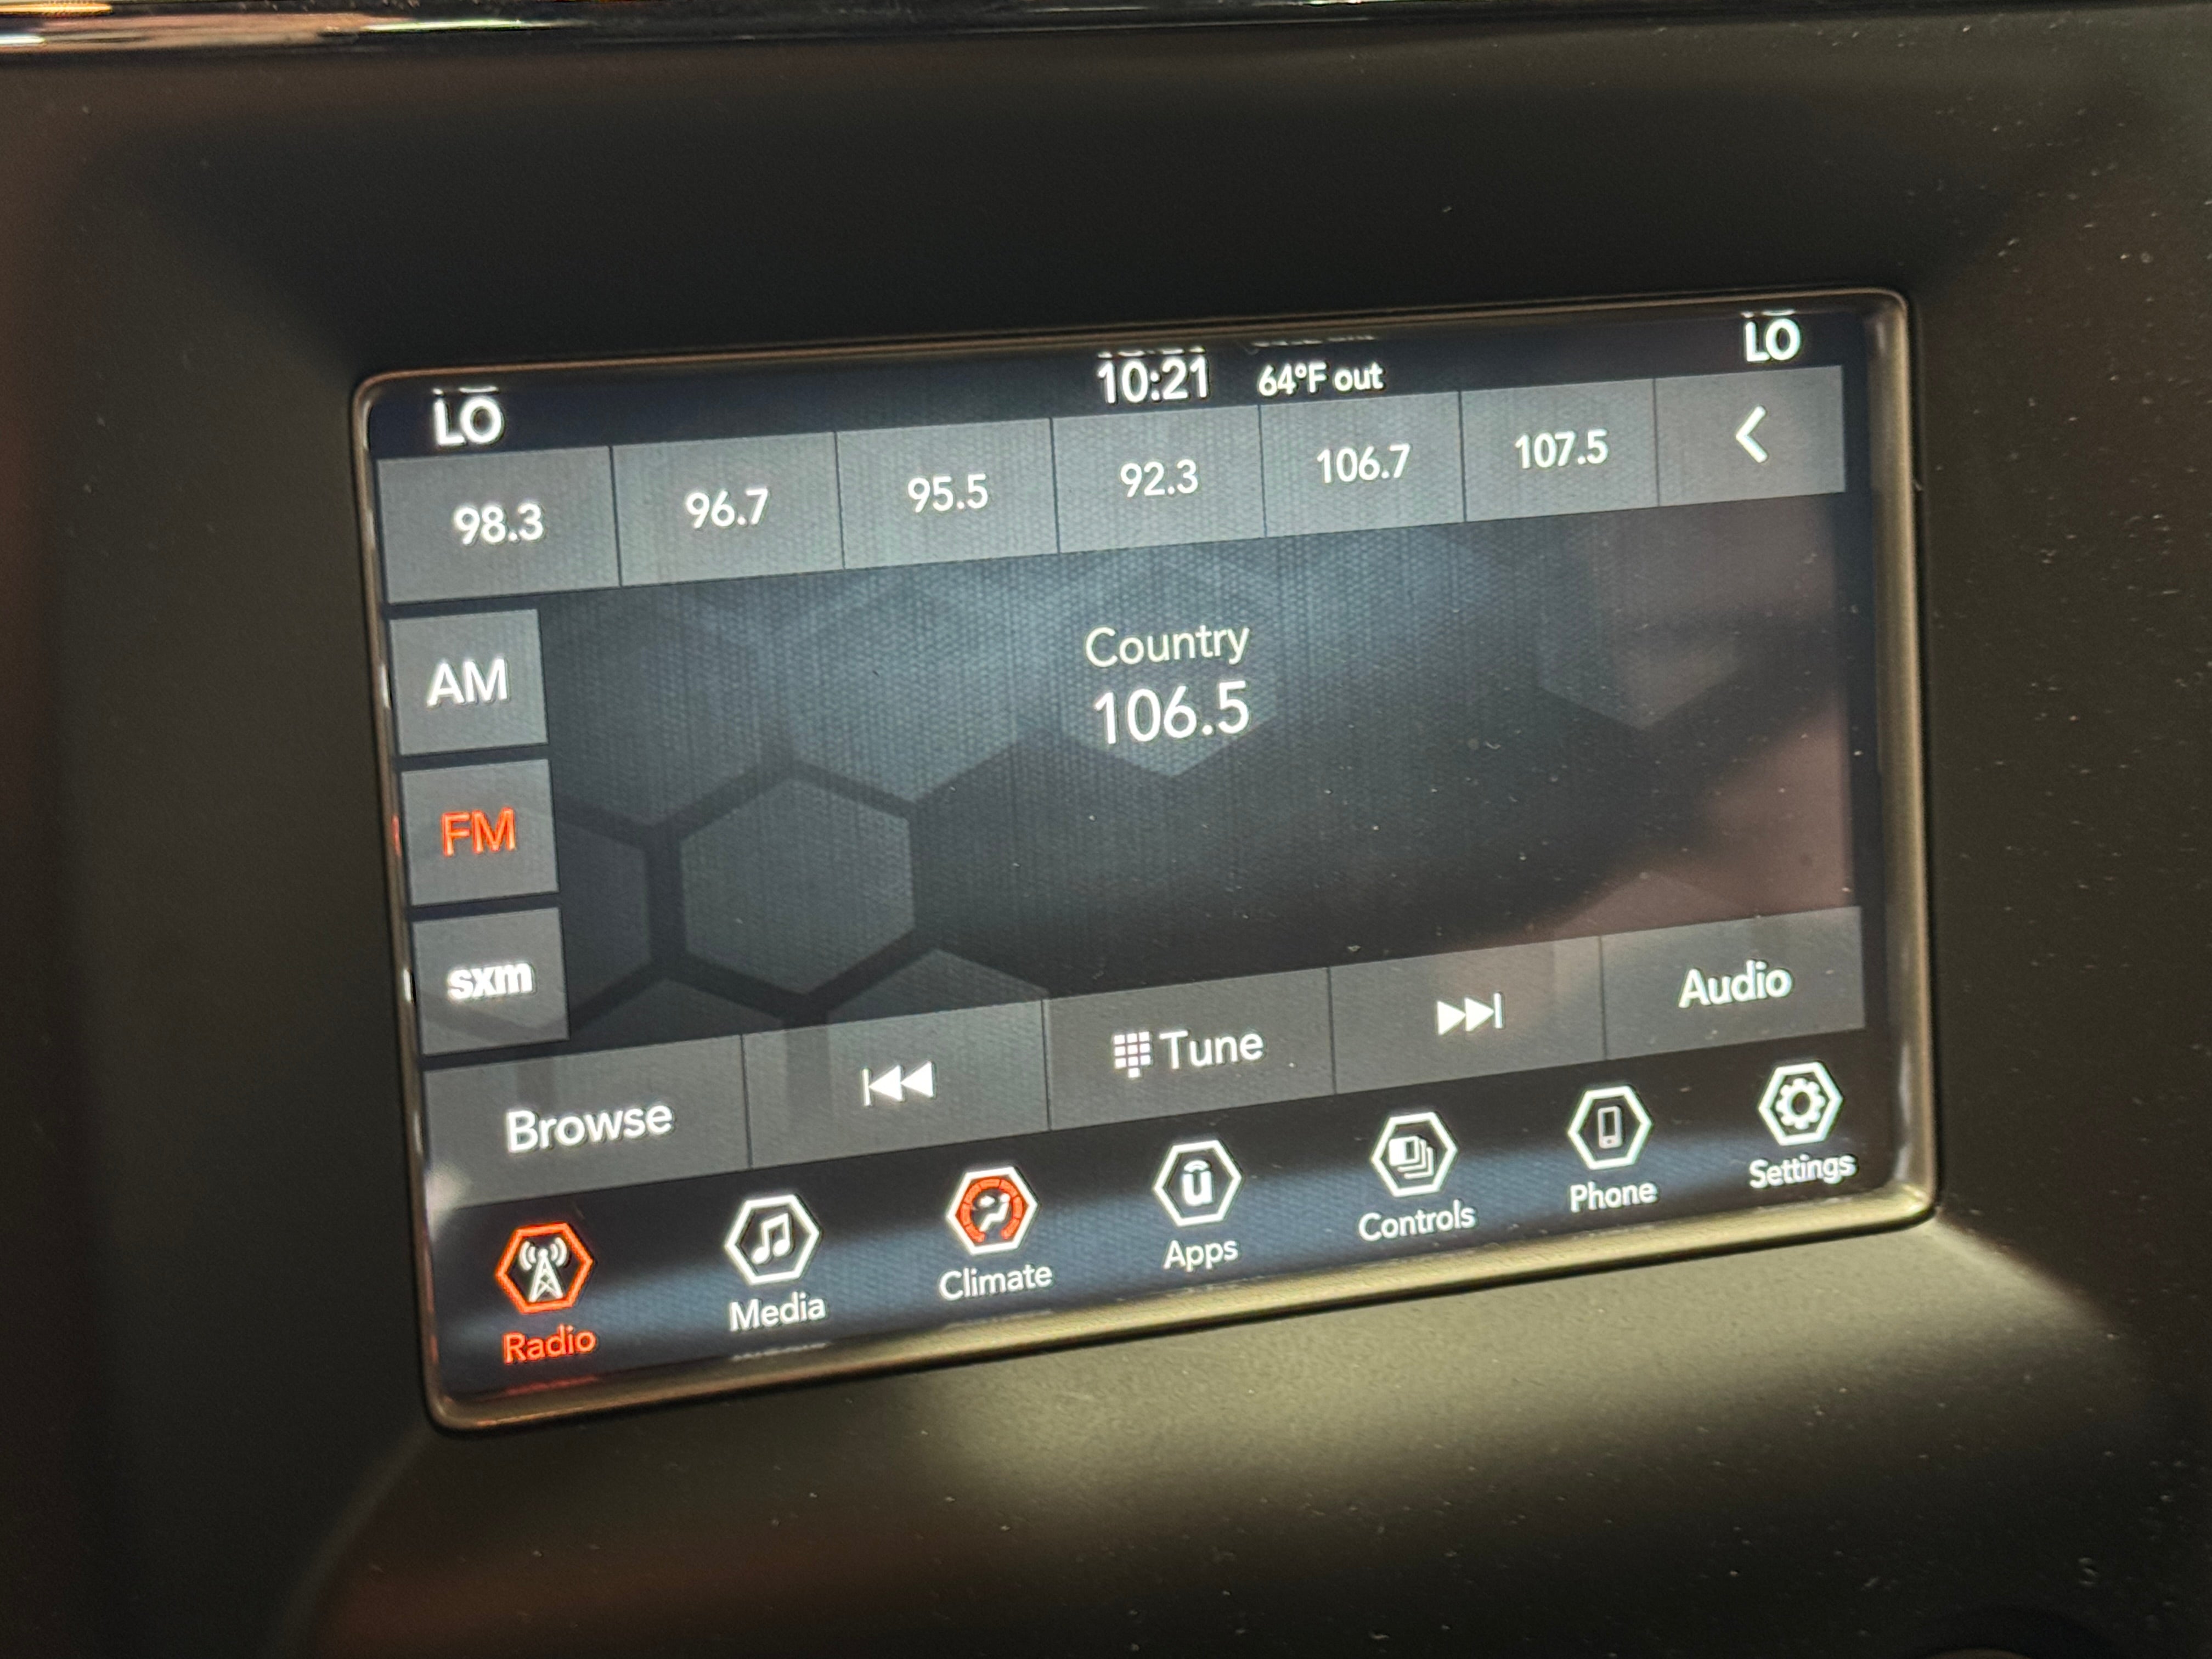 LO 10:21 64°F out LO
98.3 96.7 95.5 92.3 106.7 107.5
AM
Country
106.5
FM
sxm
Browse Tune Audio
Radio Media Climate Apps Controls Phone Settings